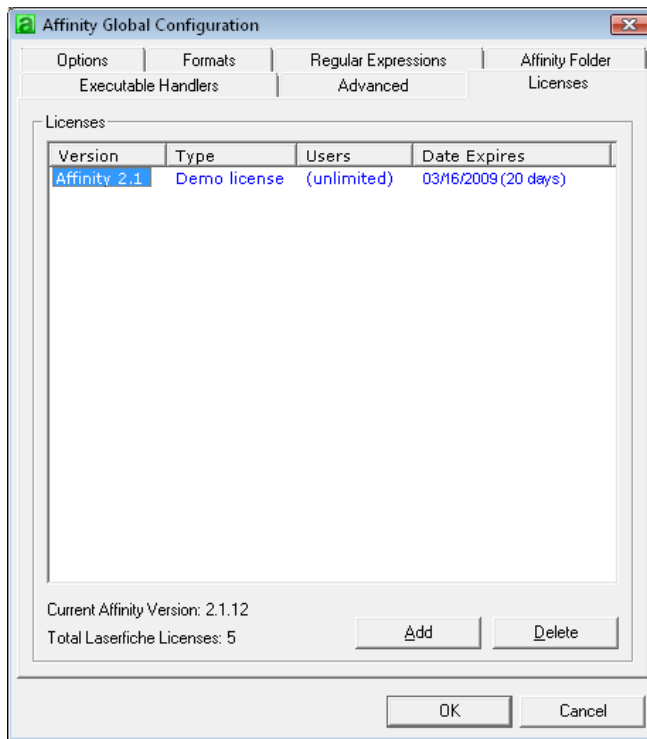 Affinity Global Configuration
Options Formats Regular Expressions Affinity Folder
Executable Handlers Advanced Licenses
Licenses
Version Type Users Date Expires
Affinity 2.1 Demo license (unlimited) 03/16/2009 (20 days)
Current Affinity Version: 2.1.12
Total Laserfiche Licenses: 5
Add Delete
OK Cancel